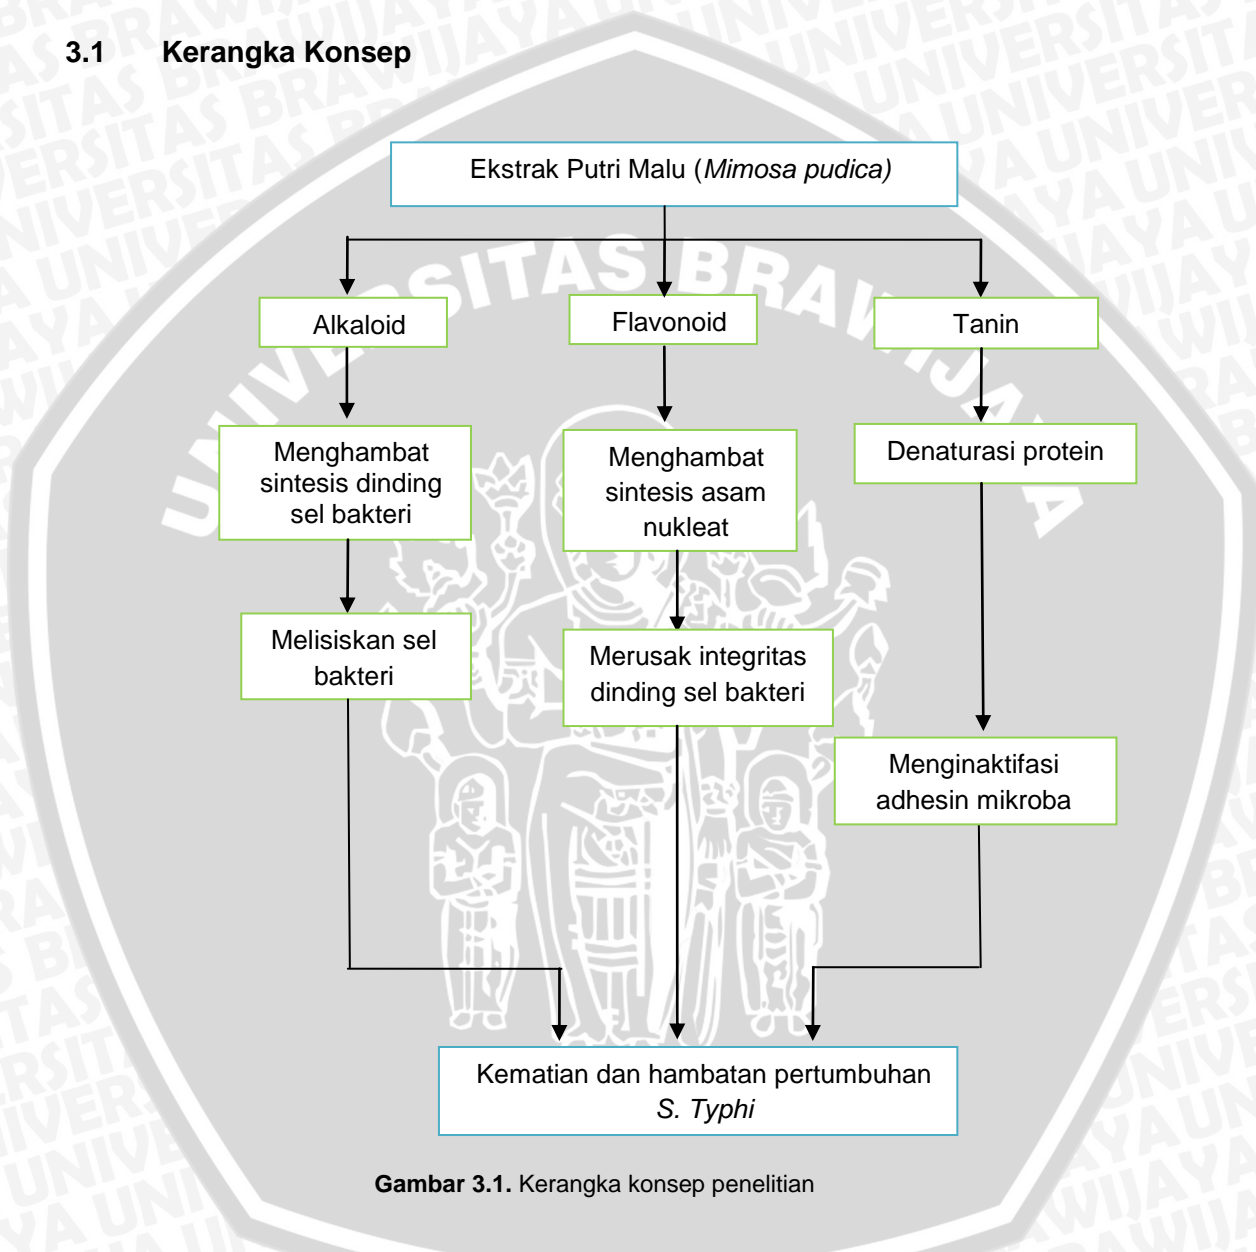 3.1 Kerangka Konsep
Ekstrak Putri Malu (Mimosa pudica)
UNIVERSITAS BRAWIJAYA
Alkaloid
Flavonoid
Tanin
Menghambat
sintesis dinding
sel bakteri
Menghambat
sintesis asam
nukleat
Denaturasi protein
Melisiskan sel
bakteri
Merusak integritas
dinding sel bakteri
Menginaktifasi
adhesin mikroba
Kematian dan hambatan pertumbuhan
S. Typhi
Gambar 3.1. Kerangka konsep penelitian